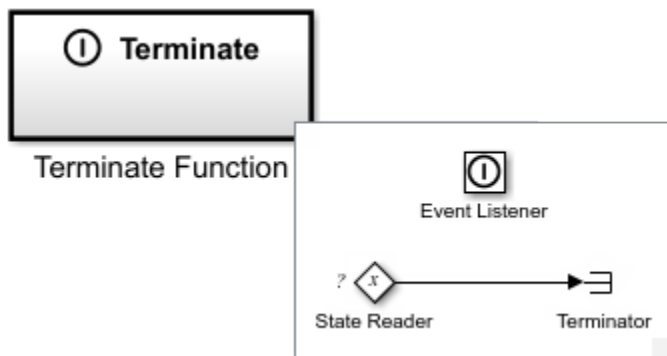 Terminate
Terminate Function
Event Listener
? x
State Reader
Terminator